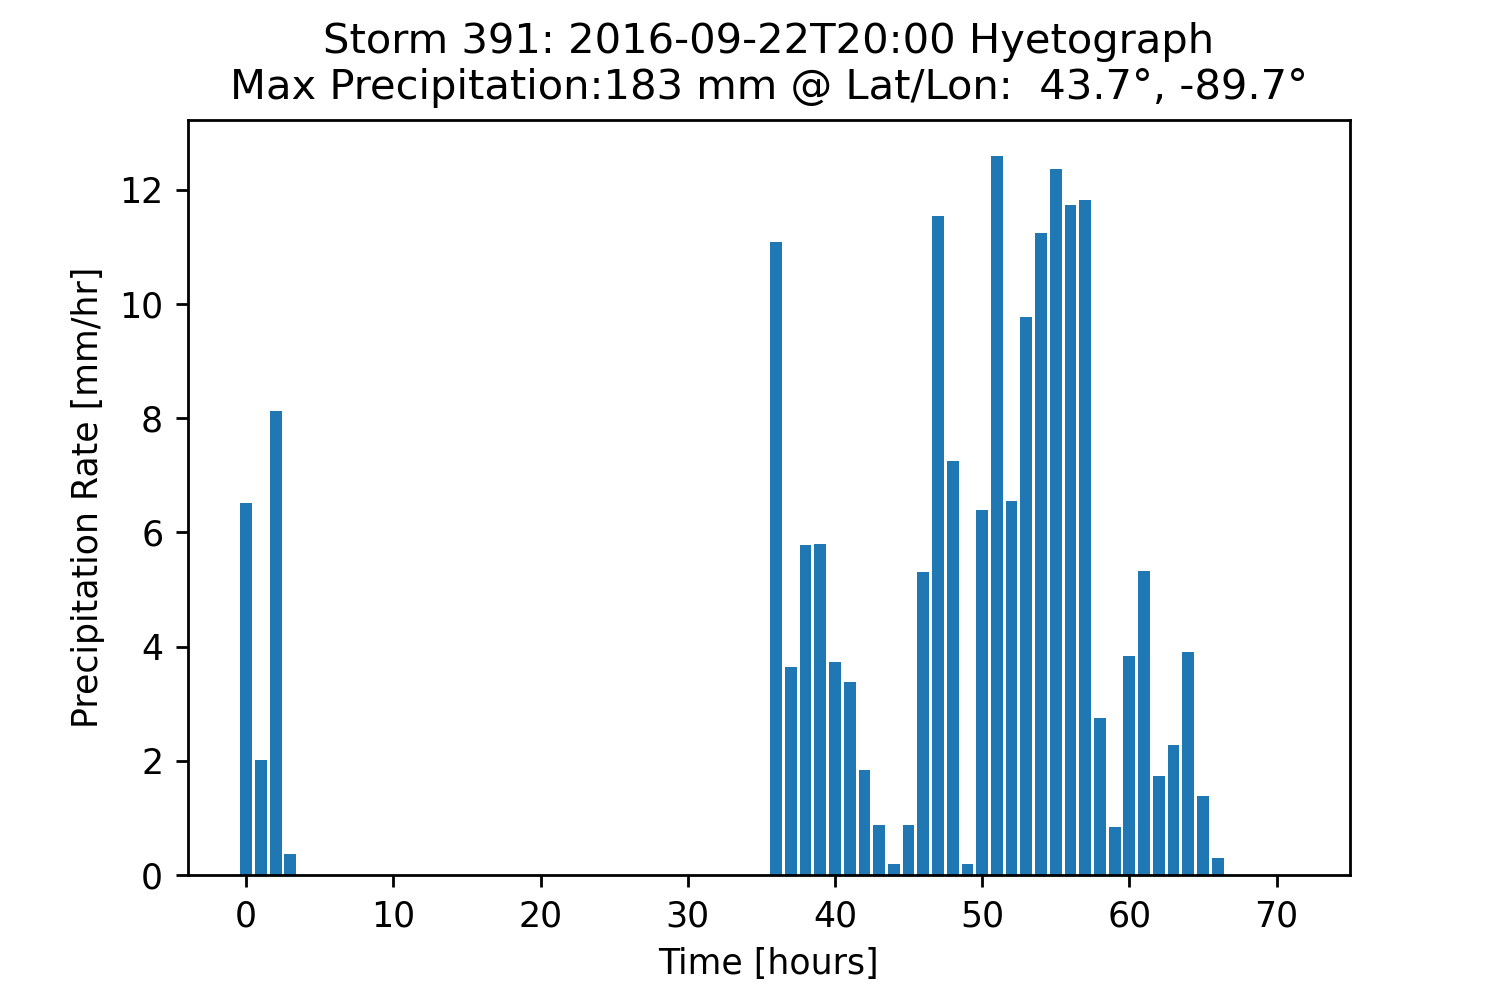 Storm 391: 2016-09-22T20:00 Hyetograph
Max Precipitation:183 mm @ Lat/Lon:  43.7°, -89.7°
Precipitation Rate [mm/hr]
12
10
8
6
4
2
0
0 10 20 30 40 50 60 70
Time [hours]